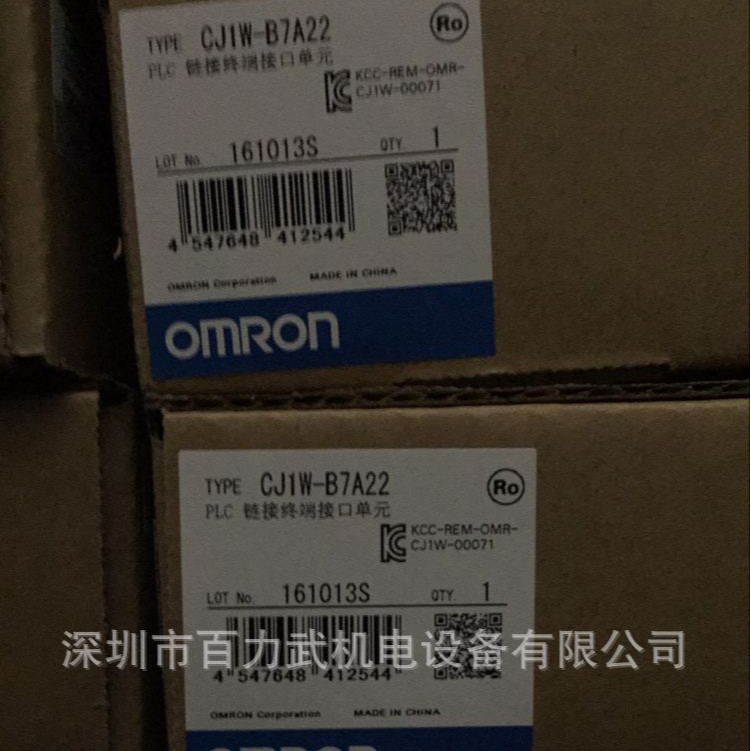 TYPE CJ1W-B7A22
Ro
PLC 链接终端接口单元
KCC-REM-OMR-
CJ1W-00071
LOT No. 161013S QTY. 1
4 547648 412544
OMRON Corporation MADE IN CHINA
OMRON
TYPE CJ1W-B7A22
Ro
PLC 链接终端接口单元
KCC-REM-OMR-
CJ1W-00071
LOT No. 161013S QTY. 1
深圳市百力武机电设备有限公司
4 547648 412544
OMRON Corporation MADE IN CHINA
OMRON